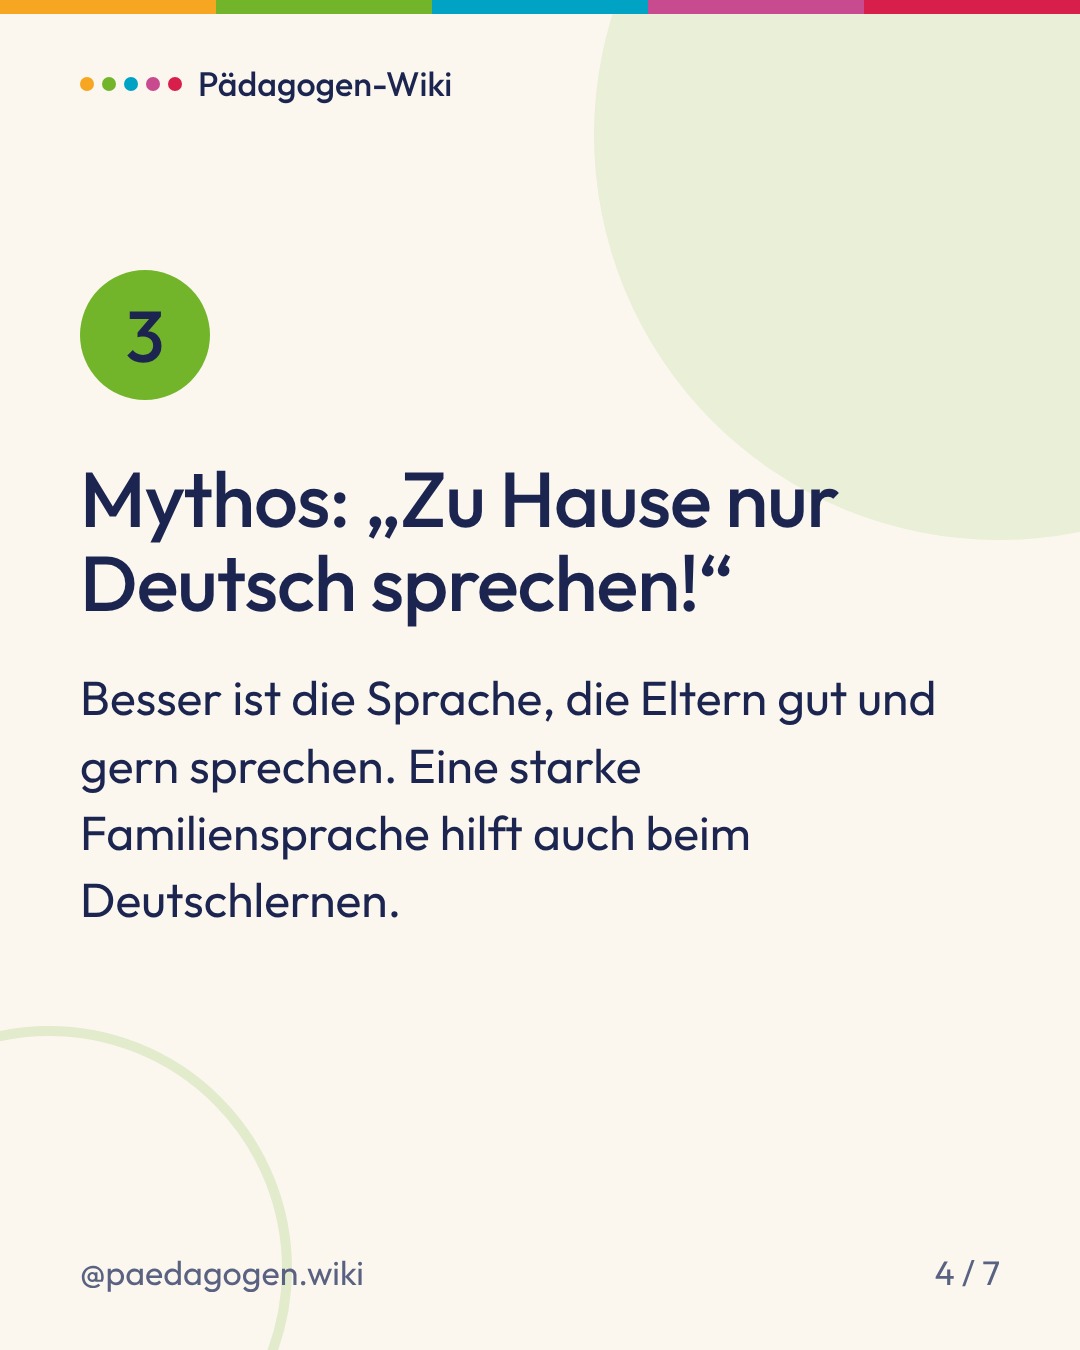 Pädagogen-Wiki
3
Mythos: „Zu Hause nur
Deutsch sprechen!“
Besser ist die Sprache, die Eltern gut und
gern sprechen. Eine starke
Familiensprache hilft auch beim
Deutschlernen.
@paedagogen.wiki
4 / 7